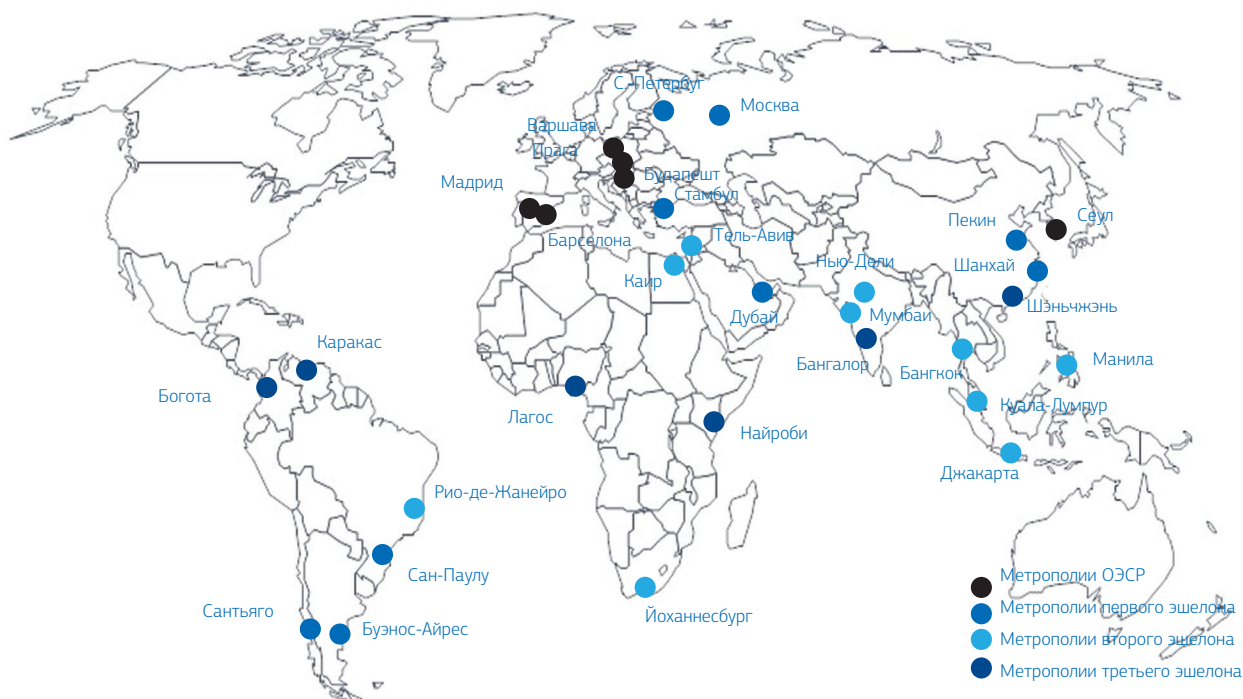 С.-Петербуг
Москва
Варшава
Прага
Будапешт
Мадрид
Стамбул
Барселона
Тель-Авив
Каир
Пекин
Сеул
Нью-Дели
Шанхай
Дубай
Мумбаи
Шэньчжэнь
Каракас
Бангалор
Бангкок
Манила
Богота
Лагос
Куала-Лумпур
Найроби
Джакарта
Рио-де-Жанейро
Сан-Паулу
Сантьяго
Буэнос-Айрес
Йоханнесбург
Метрополии ОЭСР
Метрополии первого эшелона
Метрополии второго эшелона
Метрополии третьего эшелона